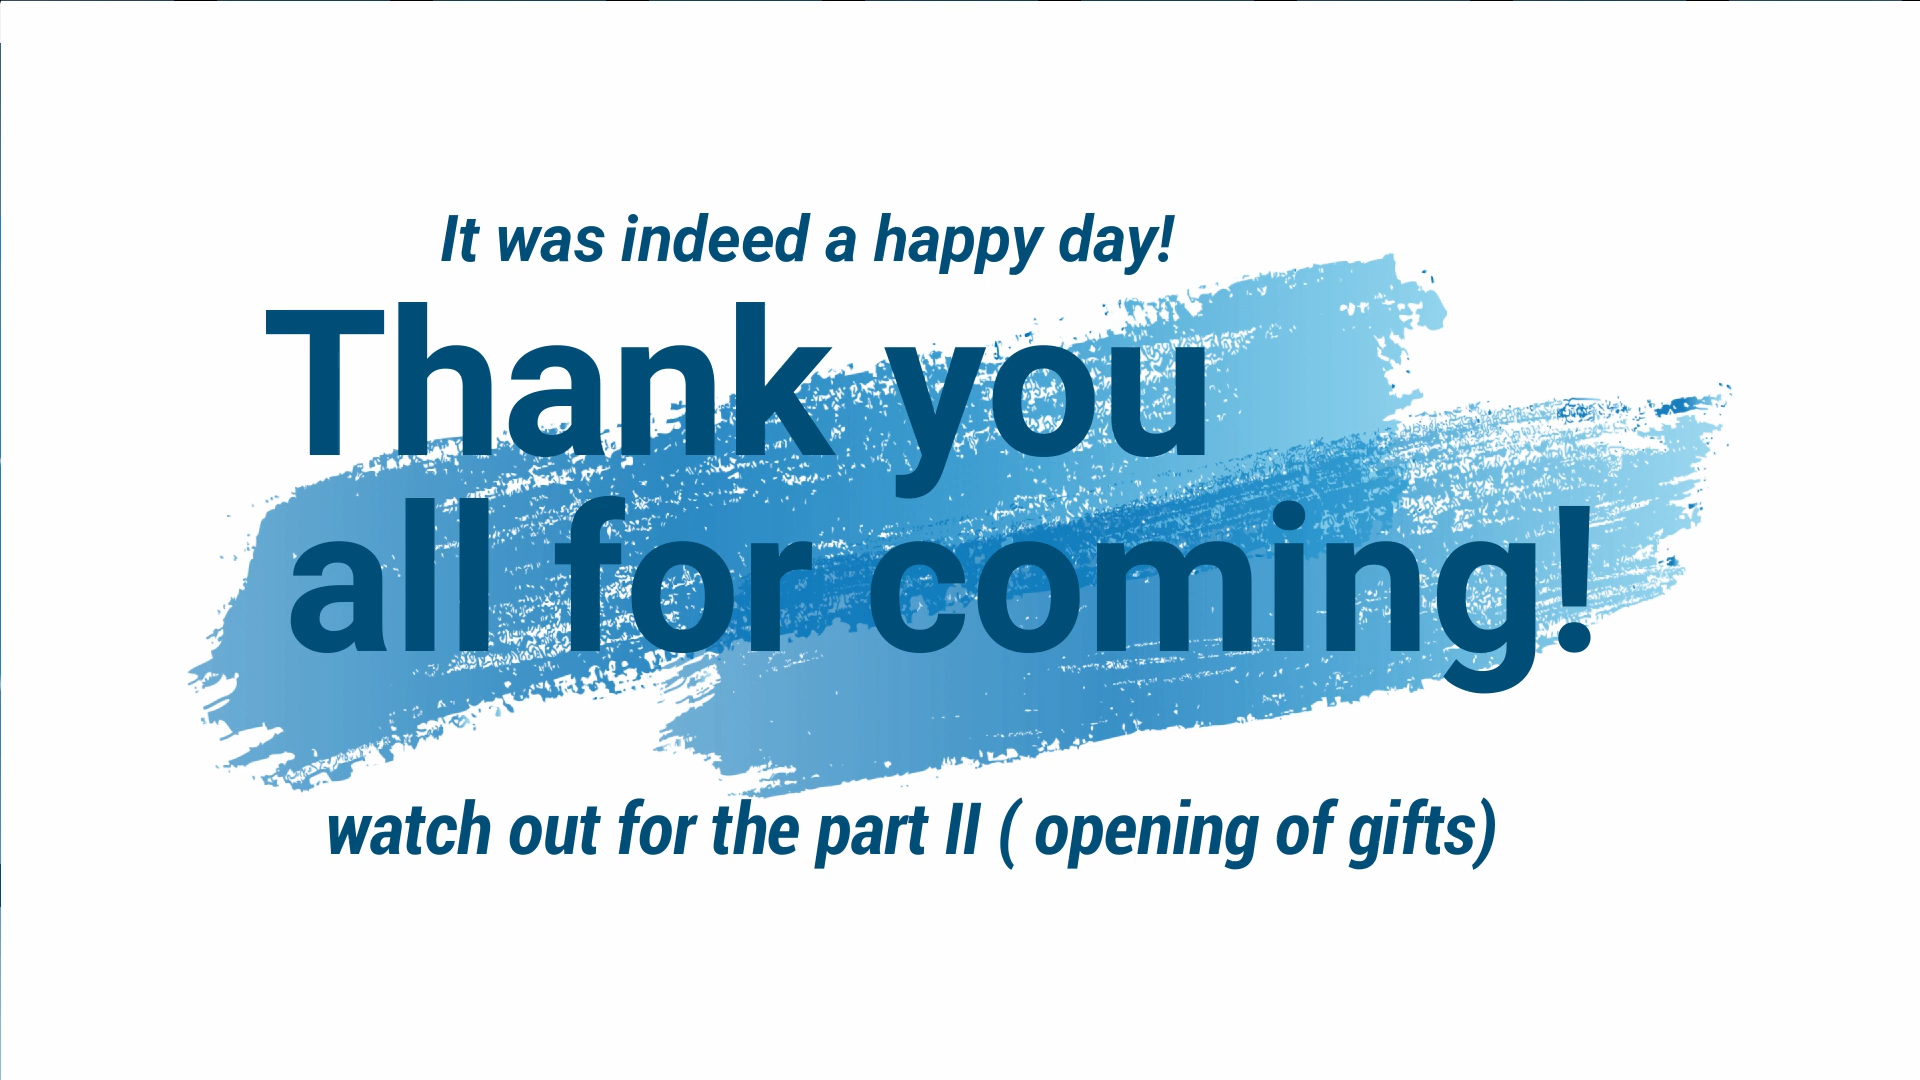 It was indeed a happy day!
Thank you
all for coming!
watch out for the part II ( opening of gifts)